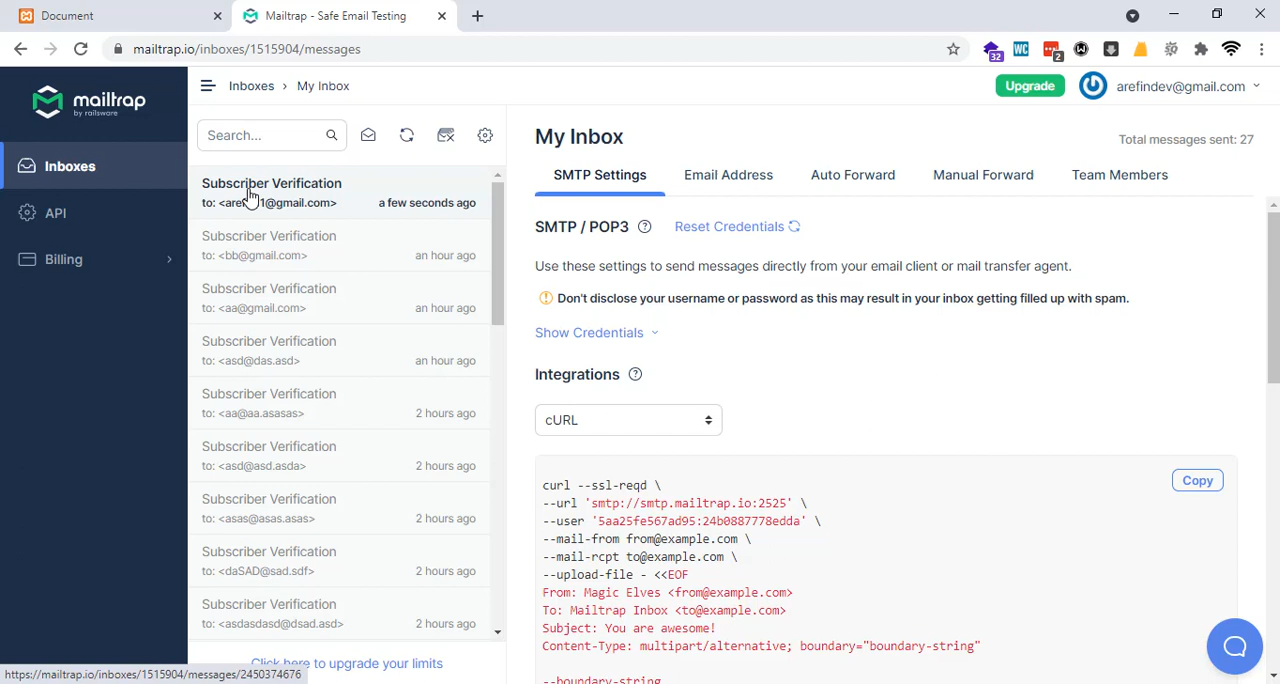 Document
Mailtrap - Safe Email Testing
mailtrap.io/inboxes/1515904/messages
32
WC
2
mailtrap
by railsware
Inboxes
API
Billing
Inboxes › My Inbox
Upgrade
arefindev@gmail.com
Search...
Subscriber Verification
to: <are 1@gmail.com> a few seconds ago
Subscriber Verification
to: <bb@gmail.com> an hour ago
Subscriber Verification
to: <aa@gmail.com> an hour ago
Subscriber Verification
to: <asd@das.asd> an hour ago
Subscriber Verification
to: <aa@aa.asasas> 2 hours ago
Subscriber Verification
to: <asd@asd.asda> 2 hours ago
Subscriber Verification
to: <asas@asas.asas> 2 hours ago
Subscriber Verification
to: <daSAD@sad.sdf> 2 hours ago
Subscriber Verification
to: <asdasdasd@dsad.asd> 2 hours ago
Click here to upgrade your limits
https://mailtrap.io/inboxes/1515904/messages/2450374676
My Inbox
Total messages sent: 27
SMTP Settings
Email Address
Auto Forward
Manual Forward
Team Members
SMTP / POP3
Reset Credentials
Use these settings to send messages directly from your email client or mail transfer agent.
Don't disclose your username or password as this may result in your inbox getting filled up with spam.
Show Credentials
Integrations
cURL
Copy
curl --ssl-reqd \
--url 'smtp://smtp.mailtrap.io:2525' \
--user '5aa25fe567ad95:24b0887778edda' \
--mail-from from@example.com \
--mail-rcpt to@example.com \
--upload-file - <<EOF
From: Magic Elves <from@example.com>
To: Mailtrap Inbox <to@example.com>
Subject: You are awesome!
Content-Type: multipart/alternative; boundary="boundary-string"
--boundary-string